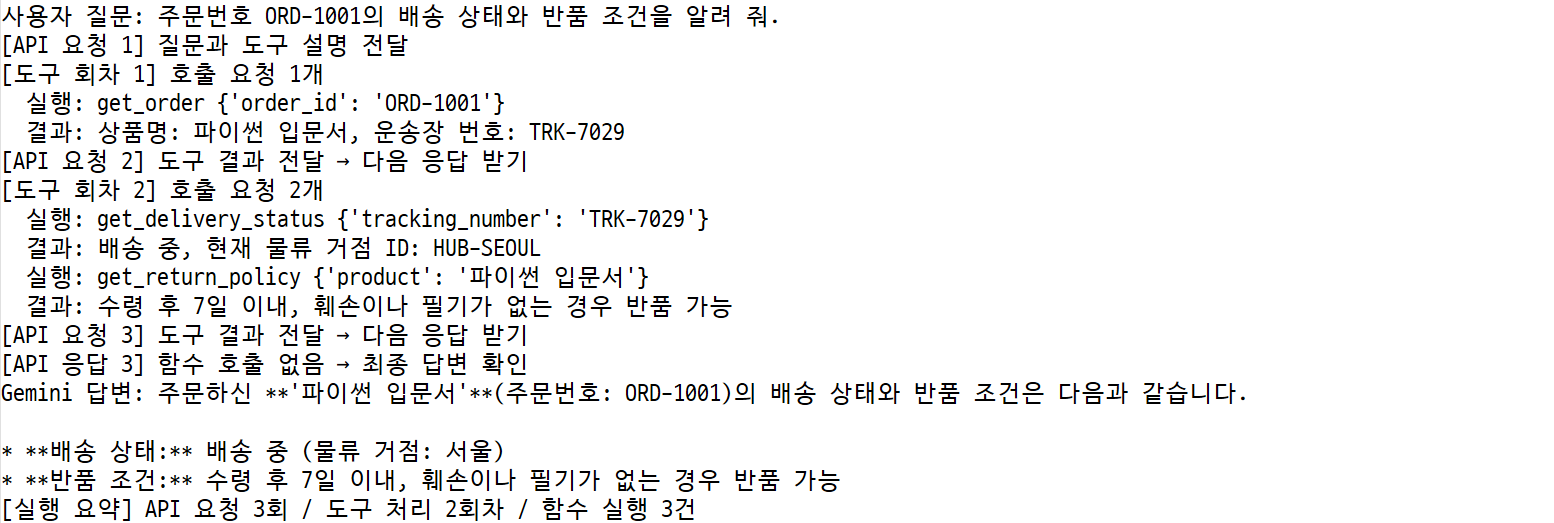 사용자 질문: 주문번호 ORD-1001의 배송 상태와 반품 조건을 알려 줘.
[API 요청 1] 질문과 도구 설명 전달
[도구 회차 1] 호출 요청 1개
  실행: get_order {'order_id': 'ORD-1001'}
  결과: 상품명: 파이썬 입문서, 운송장 번호: TRK-7029
[API 요청 2] 도구 결과 전달 → 다음 응답 받기
[도구 회차 2] 호출 요청 2개
  실행: get_delivery_status {'tracking_number': 'TRK-7029'}
  결과: 배송 중, 현재 물류 거점 ID: HUB-SEOUL
  실행: get_return_policy {'product': '파이썬 입문서'}
  결과: 수령 후 7일 이내, 훼손이나 필기가 없는 경우 반품 가능
[API 요청 3] 도구 결과 전달 → 다음 응답 받기
[API 응답 3] 함수 호출 없음 → 최종 답변 확인
Gemini 답변: 주문하신 **'파이썬 입문서'**(주문번호: ORD-1001)의 배송 상태와 반품 조건은 다음과 같습니다.

* **배송 상태:** 배송 중 (물류 거점: 서울)
* **반품 조건:** 수령 후 7일 이내, 훼손이나 필기가 없는 경우 반품 가능
[실행 요약] API 요청 3회 / 도구 처리 2회차 / 함수 실행 3건